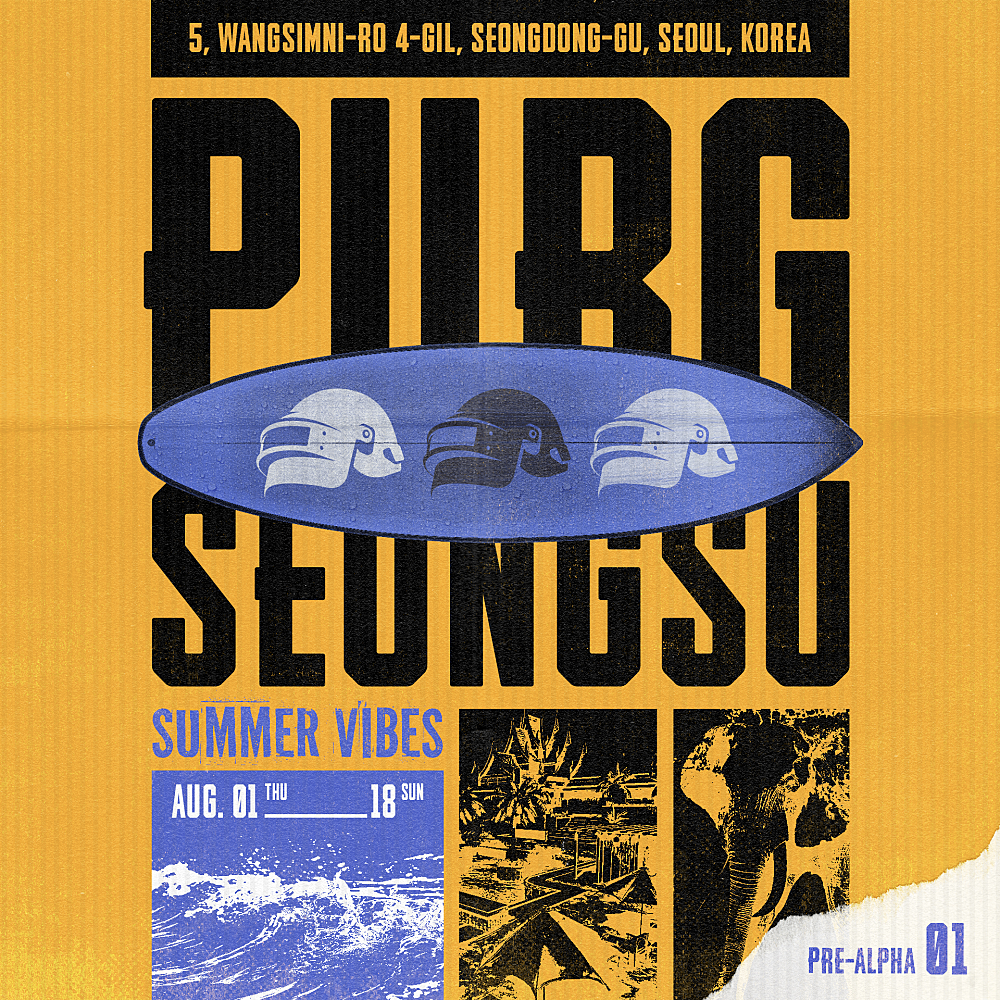 5, WANGSIMNI-RO 4-GIL, SEONGDONG-GU, SEOUL, KOREA
PUBG
SEONGSU
SUMMER VIBES
AUG. 01 THU 18 SUN
PRE-ALPHA 01